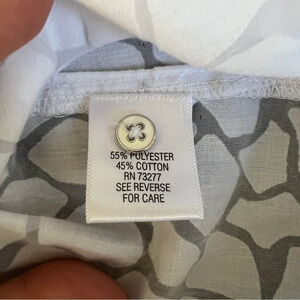 55% POLYESTER
45% COTTON
RN 73277
SEE REVERSE
FOR CARE